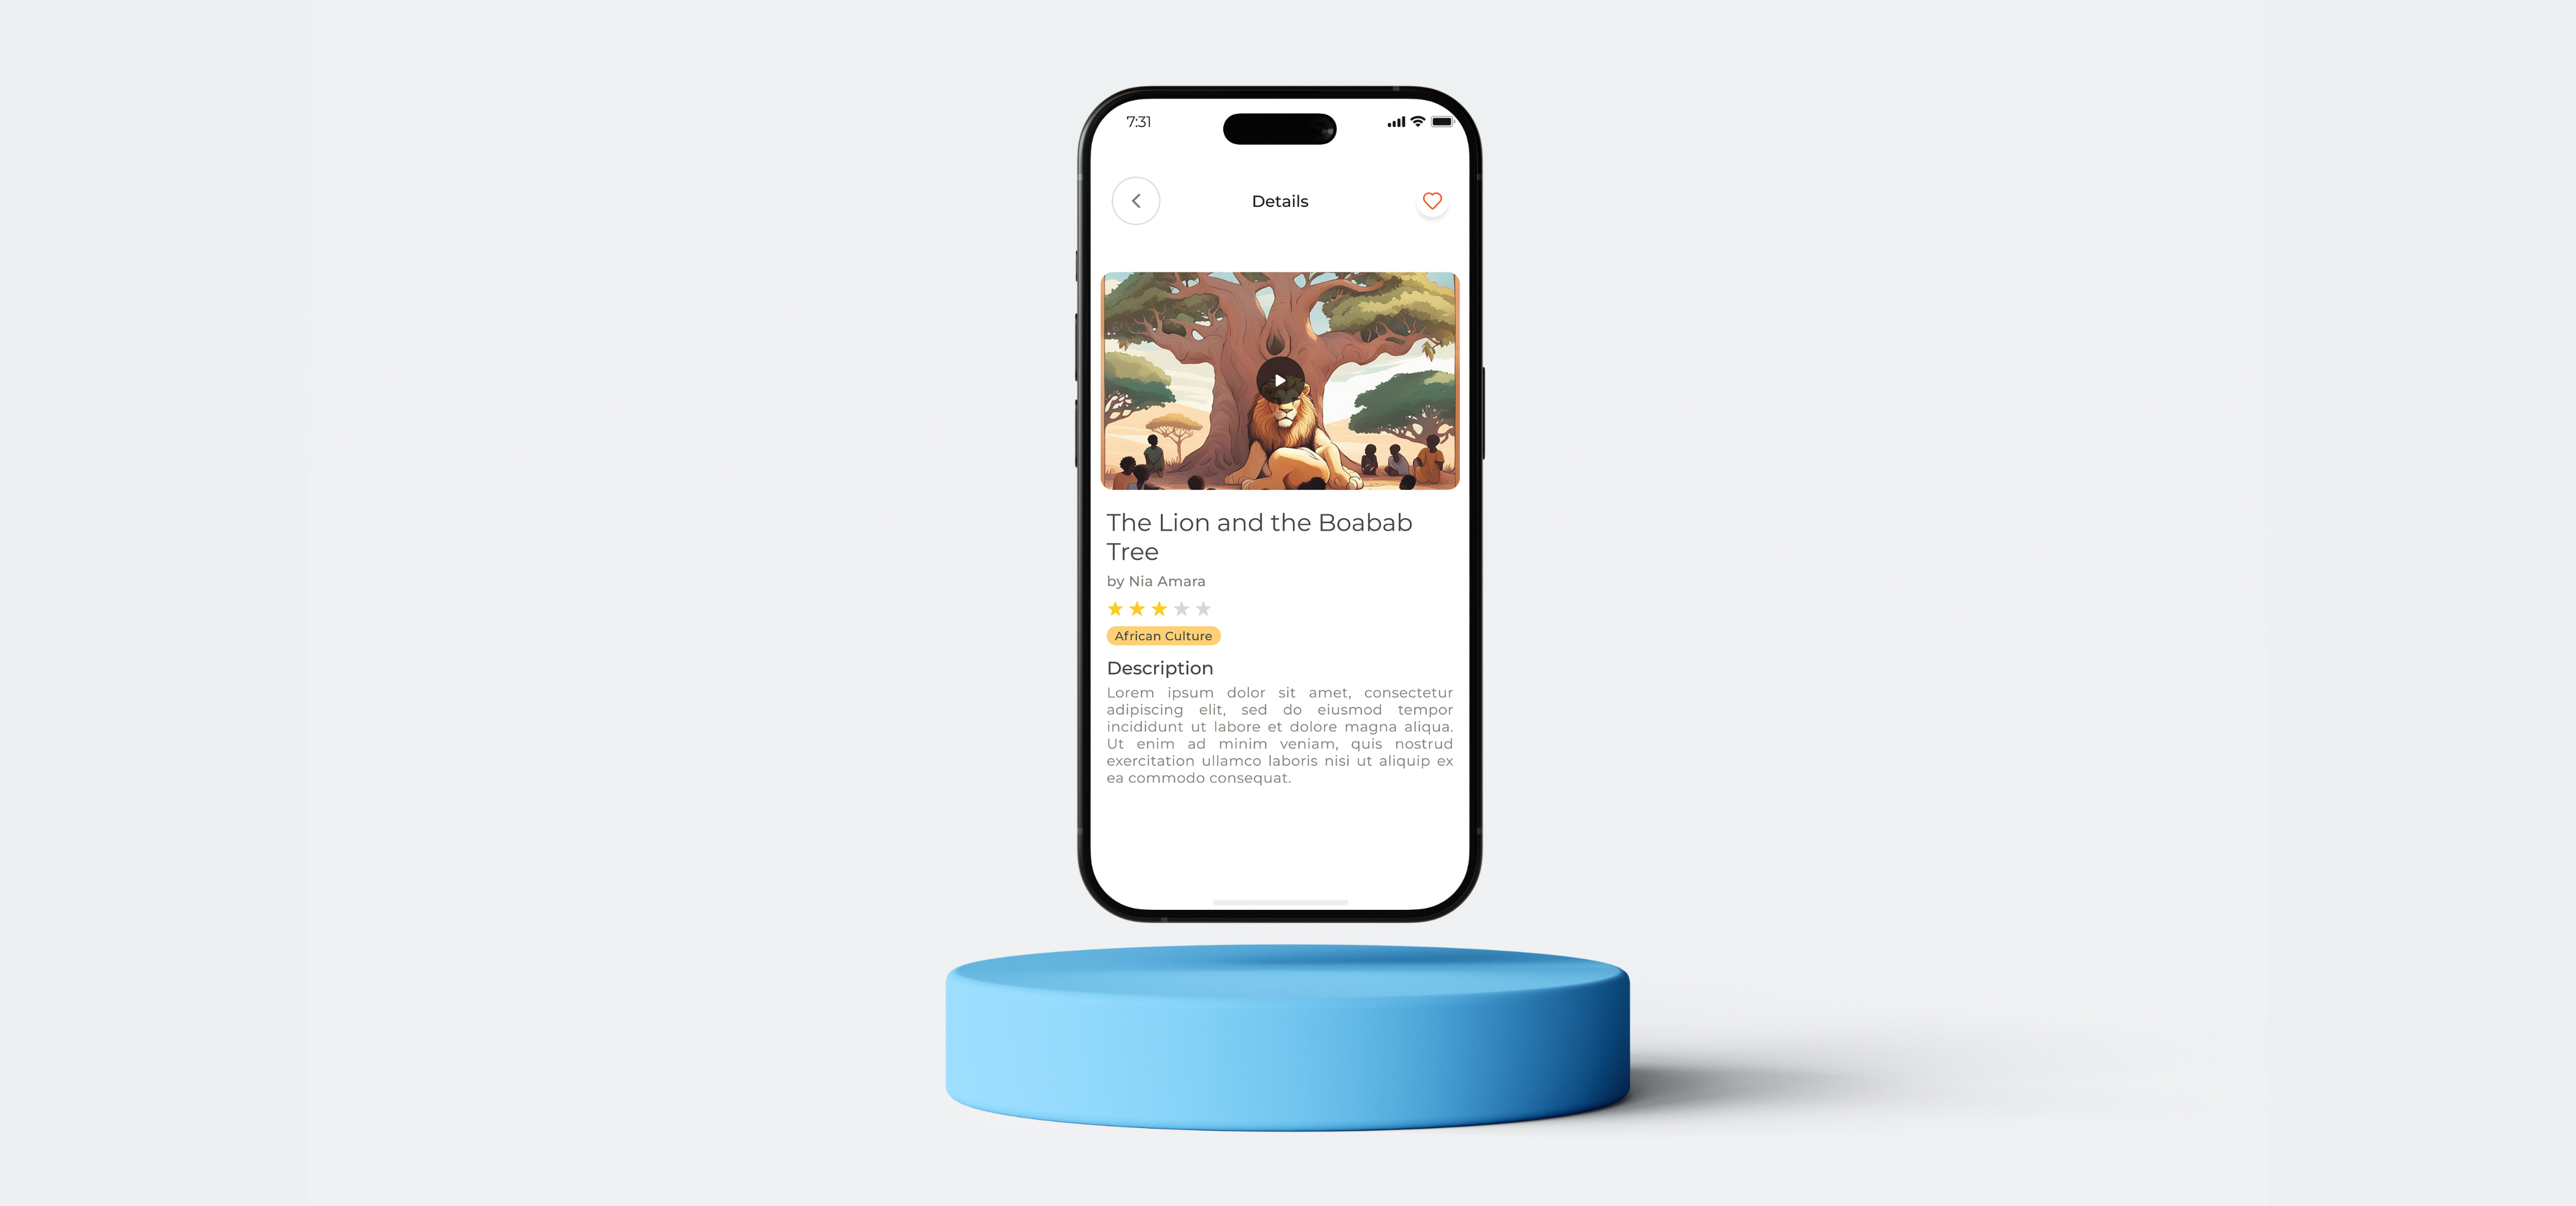 7:31
Details
The Lion and the Boabab
Tree
by Nia Amara
African Culture
Description
Lorem ipsum dolor sit amet, consectetur
adipiscing elit, sed do eiusmod tempor
incididunt ut labore et dolore magna aliqua.
Ut enim ad minim veniam, quis nostrud
exercitation ullamco laboris nisi ut aliquip ex
ea commodo consequat.